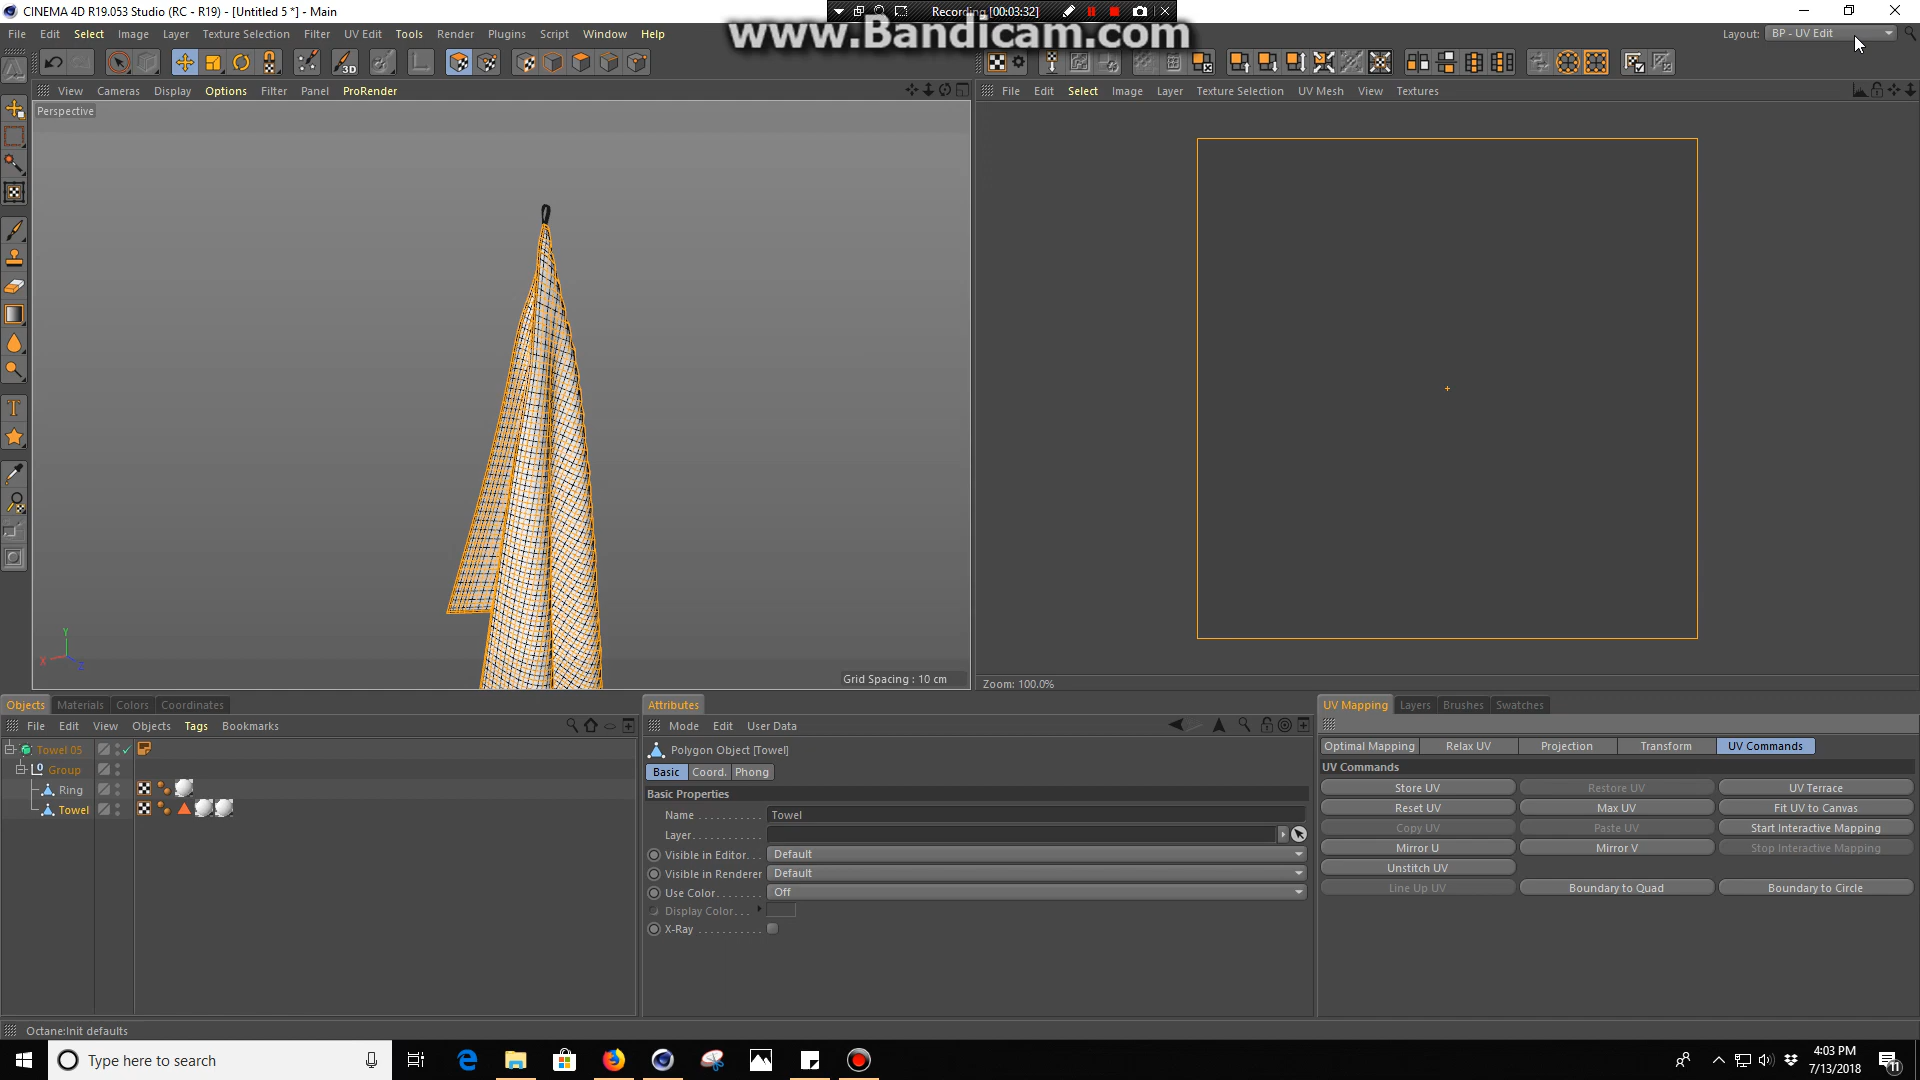 CINEMA 4D R19.053 Studio (RC - R19) - [Untitled 5 *] - Main
Recording [00:03:32]
www.Bandicam.com
File Edit Select Image Layer Texture Selection Filter UV Edit Tools Render Plugins Script Window Help
Layout: BP - UV Edit
View Cameras Display Options Filter Panel ProRender
File Edit Select Image Layer Texture Selection UV Mesh View Textures
Perspective
Y
X
Z
Grid Spacing : 10 cm
Zoom: 100.0%
Objects Materials Colors Coordinates
File Edit View Objects Tags Bookmarks
Towel 05
Group
Ring
Towel
Attributes
Mode Edit User Data
Polygon Object [Towel]
Basic Coord. Phong
Basic Properties
Name Towel
Layer
Visible in Editor Default
Visible in Renderer Default
Use Color Off
Display Color
X-Ray
UV Mapping Layers Brushes Swatches
Optimal Mapping Relax UV Projection Transform UV Commands
UV Commands
Store UV Restore UV UV Terrace
Reset UV Max UV Fit UV to Canvas
Copy UV Paste UV Start Interactive Mapping
Mirror U Mirror V Stop Interactive Mapping
Unstitch UV
Line Up UV Boundary to Quad Boundary to Circle
Octane:Init defaults
Type here to search
4:03 PM
7/13/2018
11